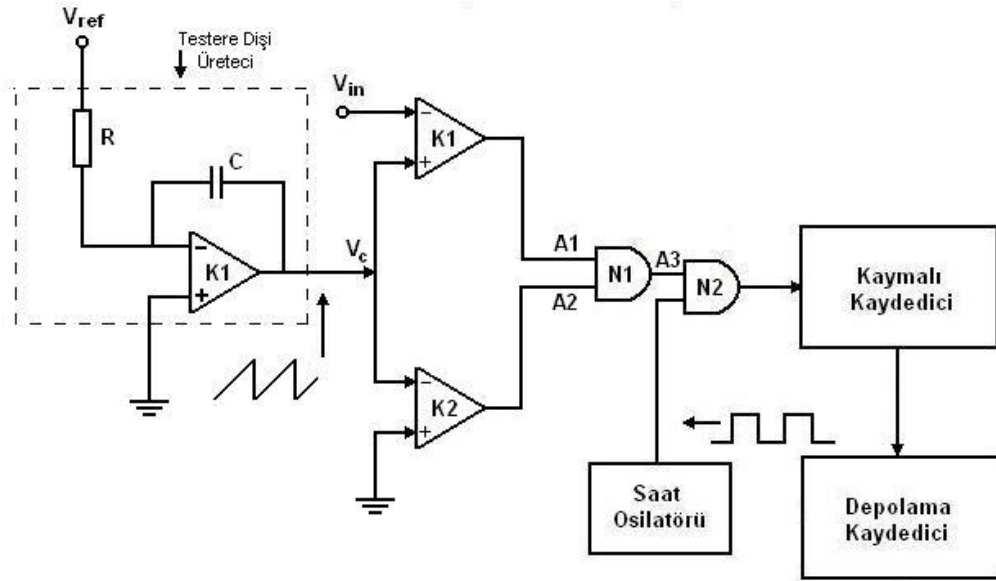 Vref
Testere Dişi
Üreteci
R
C
K1
Vc
Vin
K1
K2
A1
A2
N1
A3
N2
Kaymalı
Kaydedici
Saat
Osilatörü
Depolama
Kaydedici